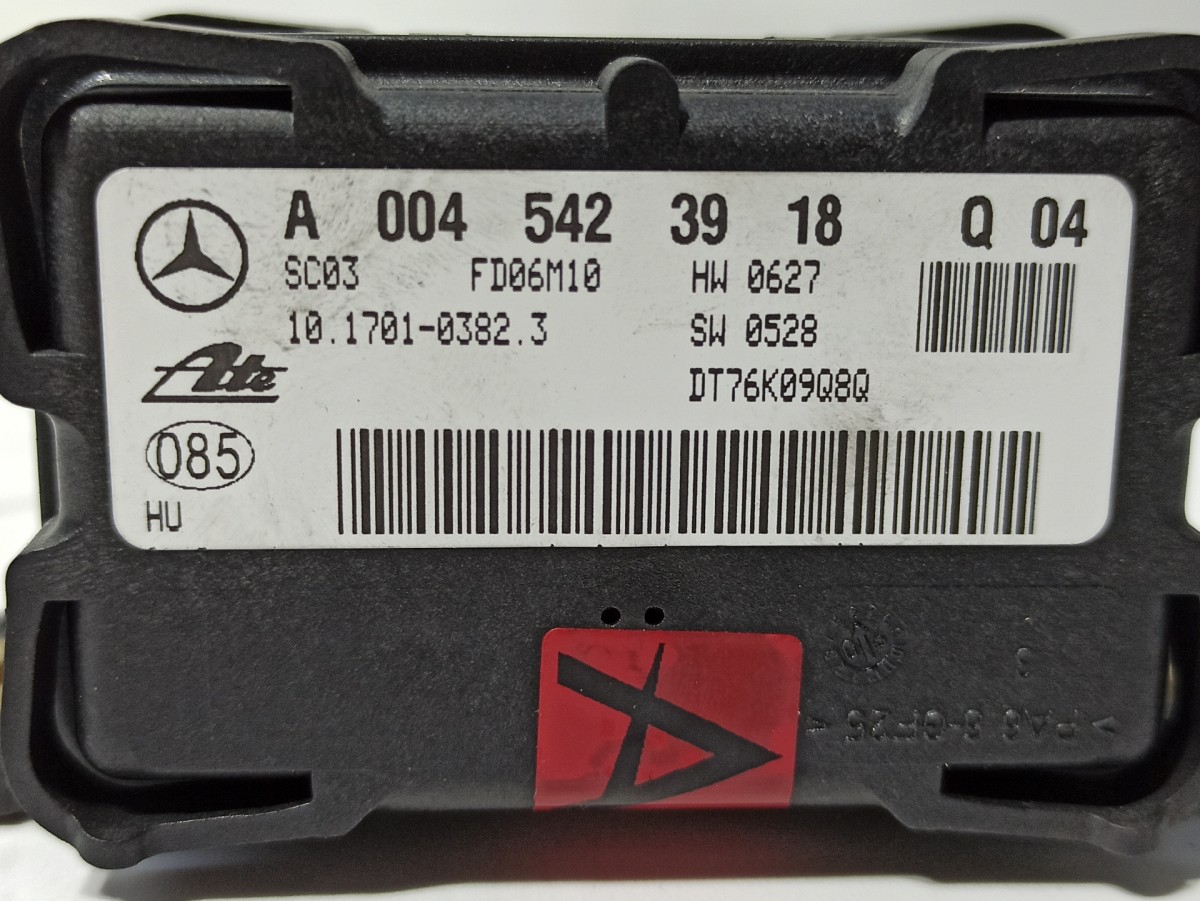 A 004 542 39 18 Q 04
SC03 FD06M10 HW 0627
10.1701-0382.3 SW 0528
Ate
DT76K09Q8Q
085
HU
3